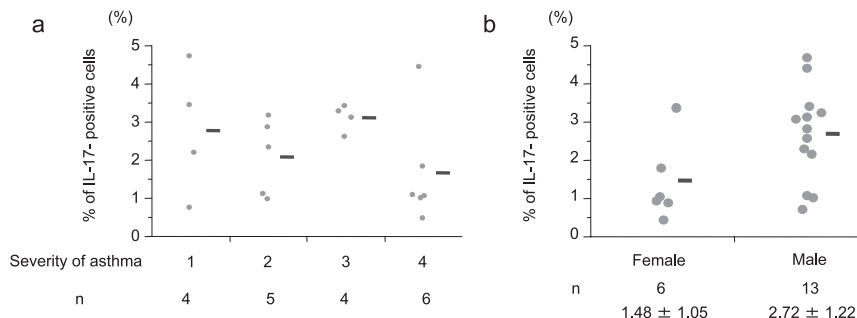 a
(%)
% of IL-17- positive cells
5
4
3
2
1
0
Severity of asthma 1 2 3 4
n 4 5 4 6
b
(%)
% of IL-17- positive cells
5
4
3
2
1
0
Female Male
n 6 13
1.48 ± 1.05 2.72 ± 1.22